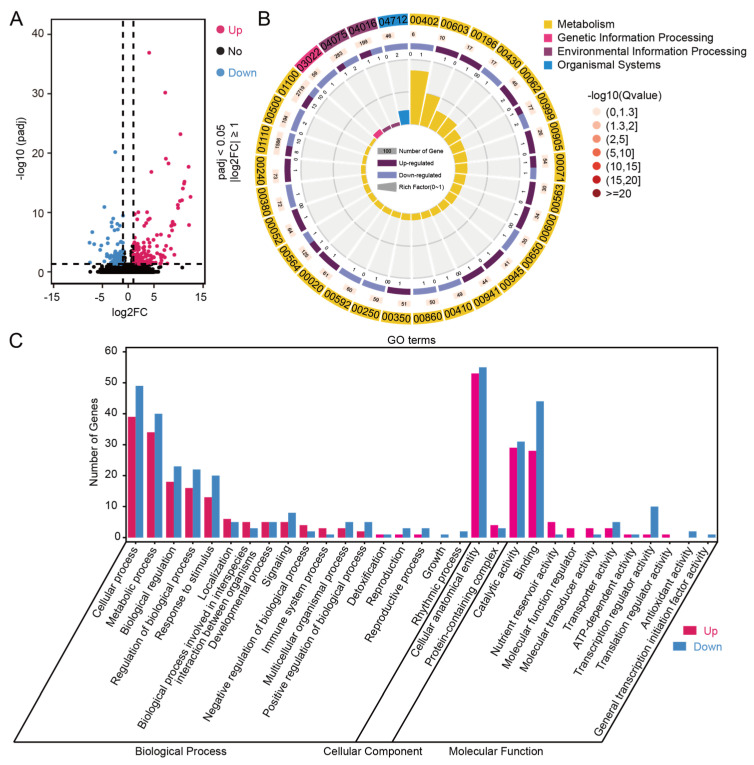 A
Up
No
Down
40
30
20
10
0
-15
-5
0
5
15
-log10 (padj)
log2FC
padj < 0.05
|log2FC| ≥ 1
B
00402
00603
00196
00430
00062
00999
00905
00071
00563
00600
00650
00945
00941
00410
00860
00350
00250
00592
00020
00564
00052
00380
00240
01110
00500
01100
03022
04075
04016
04712
100 Number of Gene
Up-regulated
Down-regulated
Rich Factor(0~1)
Metabolism
Genetic Information Processing
Environmental Information Processing
Organismal Systems
-log10(Qvalue)
(0,1.3]
(1.3,2]
(2,5]
(5,10]
(10,15]
(15,20]
>=20
C
GO terms
60
50
40
30
20
10
0
Number of Genes
Cellular process
Metabolic process
Biological regulation
Regulation of biological process
Response to stimulus
Localization
Biological process involved in interspecies
interaction between organisms
Developmental process
Signaling
Negative regulation of biological process
Immune system process
Multicellular organismal process
Positive regulation of biological process
Detoxification
Reproduction
Reproductive process
Growth
Rhythmic process
Cellular anatomical entity
Protein-containing complex
Catalytic activity
Binding
Nutrient reservoir activity
Molecular function regulator
Molecular transducer activity
Transporter activity
ATP-dependent activity
Transcription regulator activity
Translation regulator activity
Antioxidant activity
General transcription initiation factor activity
Up
Down
Biological Process
Cellular Component
Molecular Function